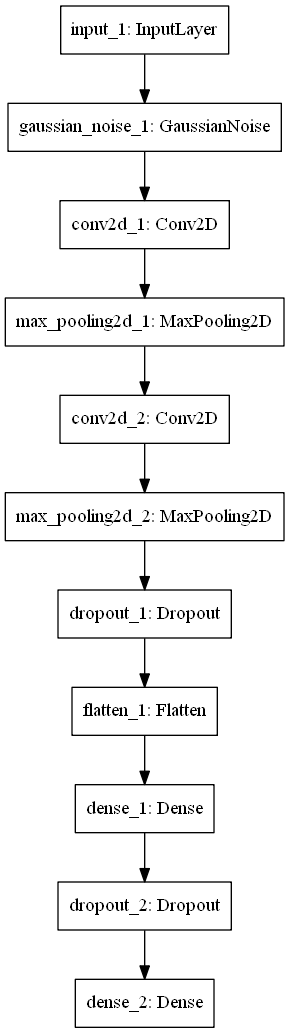 input_1: InputLayer
gaussian_noise_1: GaussianNoise
conv2d_1: Conv2D
max_pooling2d_1: MaxPooling2D
conv2d_2: Conv2D
max_pooling2d_2: MaxPooling2D
dropout_1: Dropout
flatten_1: Flatten
dense_1: Dense
dropout_2: Dropout
dense_2: Dense